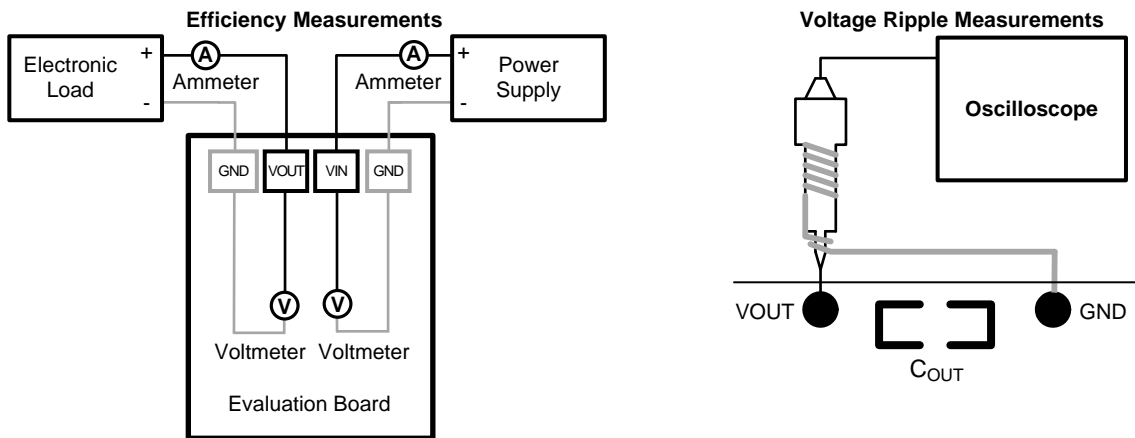 Efficiency Measurements
Electronic
Load
+
-
A
Ammeter
A
Ammeter
+
-
Power
Supply
GND
VOUT
VIN
GND
V
V
Voltmeter
Voltmeter
Evaluation Board
Voltage Ripple Measurements
Oscilloscope
VOUT
GND
COUT